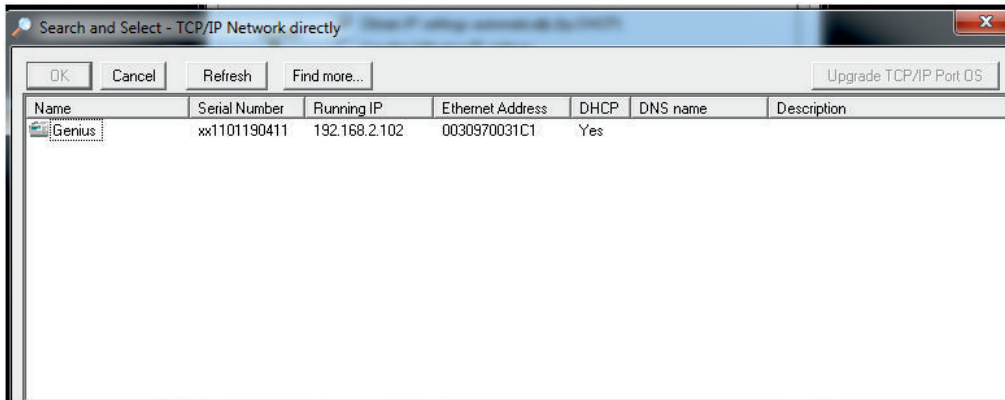 Search and Select - TCP/IP Network directly
OK Cancel Refresh Find more... Upgrade TCP/IP Port OS
Name Serial Number Running IP Ethernet Address DHCP DNS name Description
Genius xx1101190411 192.168.2.102 0030970031C1 Yes